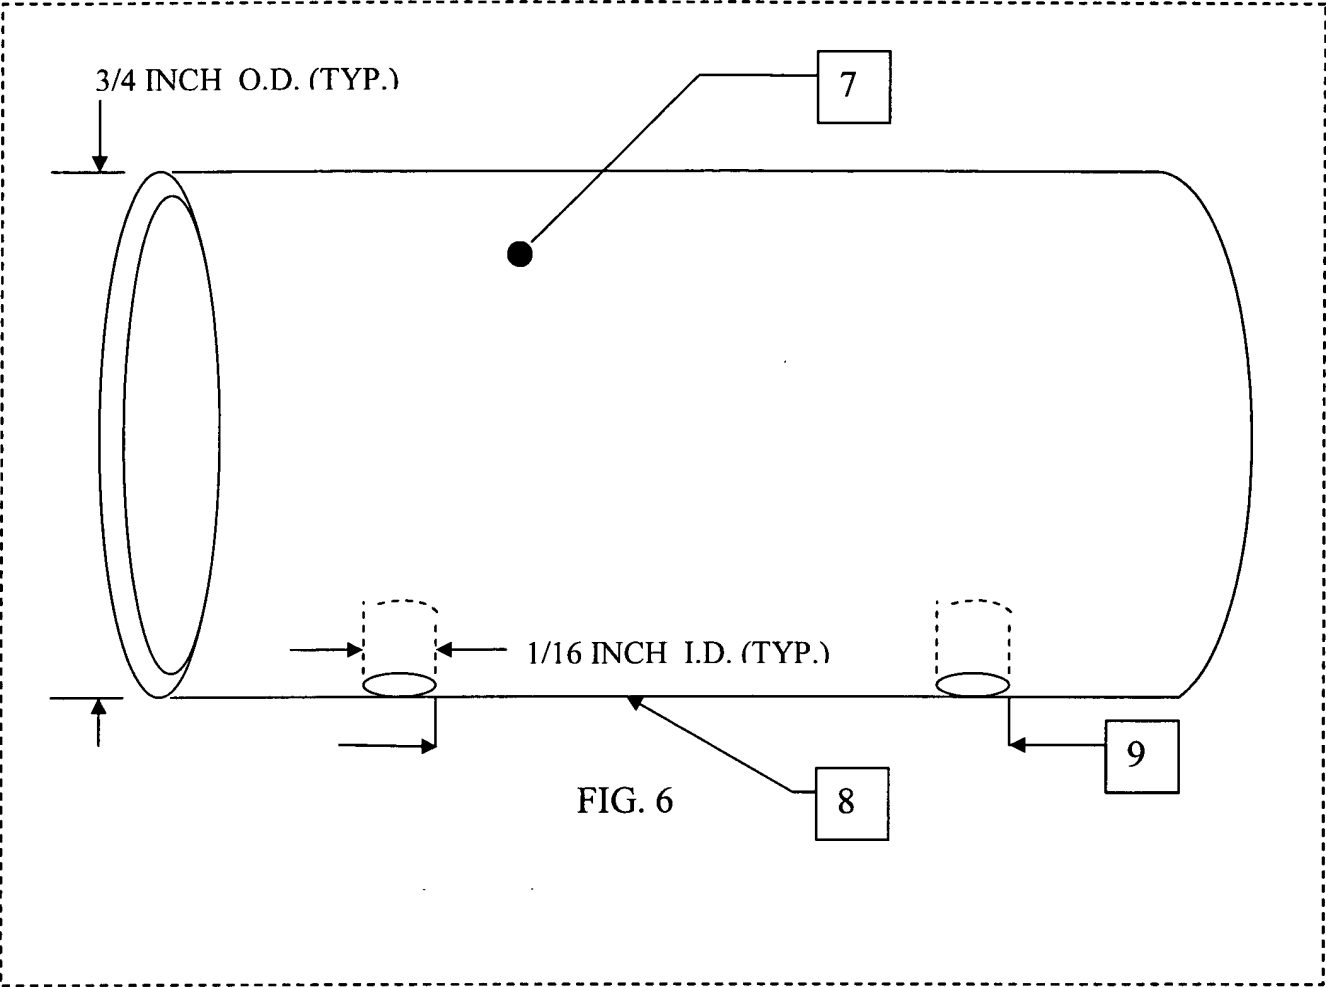 3/4 INCH O.D. (TYP.)
7
1/16 INCH I.D. (TYP.)
9
FIG. 6
8